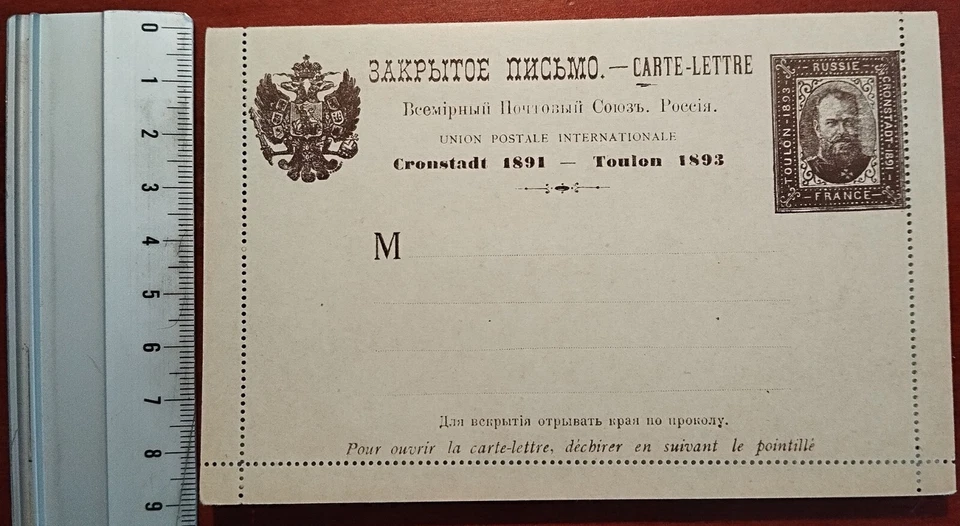 ЗАКРЫТОЕ ПИСЬМО. — CARTE-LETTRE
Всемірный Почтовый Союзъ. Россія.
UNION POSTALE INTERNATIONALE
Cronstadt 1891 — Toulon 1893
RUSSIE
TOULON-1893
CRONSTADT-1891
FRANCE
M
Для вскрытія отрывать края по проколу.
Pour ouvrir la carte-lettre, déchirer en suivant le pointillé
0
1
2
3
4
5
6
7
8
9